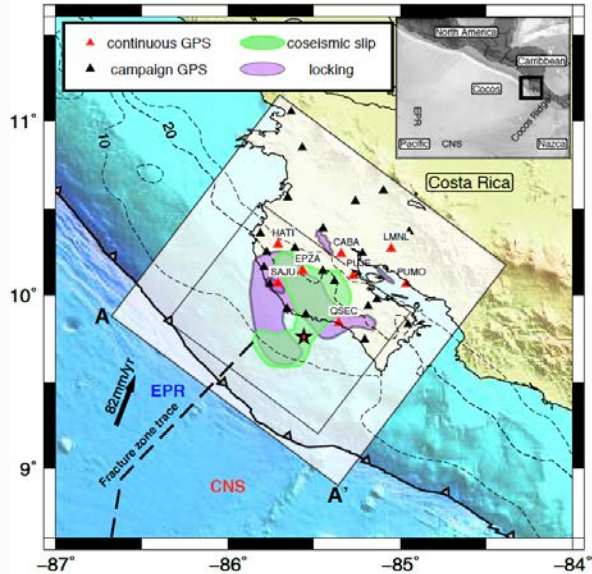 continuous GPS
coseismic slip
campaign GPS
locking
North America
Carribbean
Cocos
EPR
Cocos Ridge
Pacific
CNS
Nazca
11°
10
20
Costa Rica
HATI
CABA
LMNL
EPZA
PUJE
SAJU
PUMO
10°
QSEC
A
82mm/yr
EPR
Fracture zone trace
9°
CNS
A'
−87°
−86°
−85°
−84°